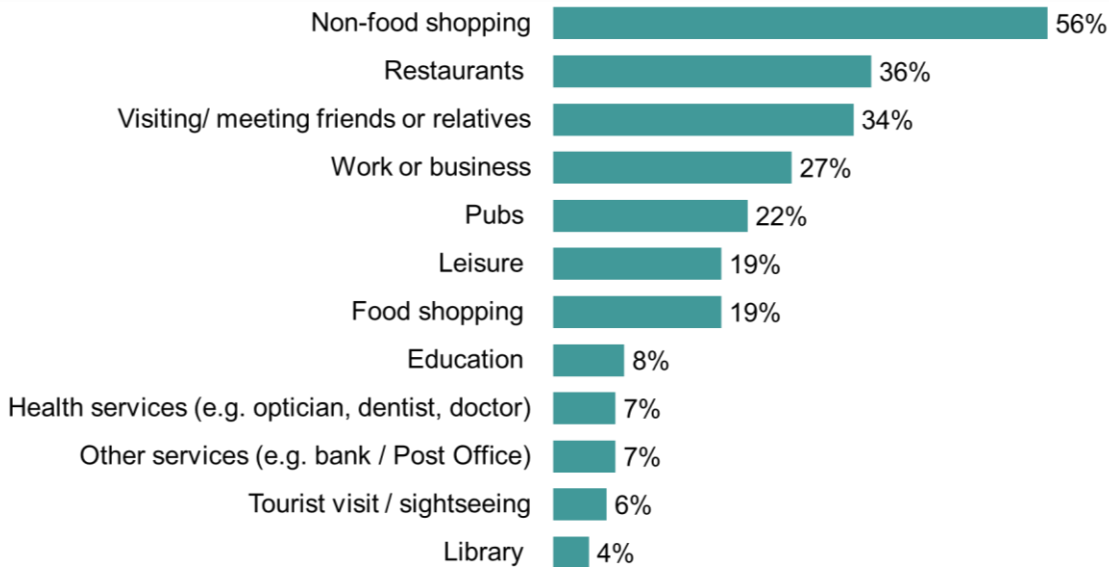 Non-food shopping 56%
Restaurants 36%
Visiting/ meeting friends or relatives 34%
Work or business 27%
Pubs 22%
Leisure 19%
Food shopping 19%
Education 8%
Health services (e.g. optician, dentist, doctor) 7%
Other services (e.g. bank / Post Office) 7%
Tourist visit / sightseeing 6%
Library 4%